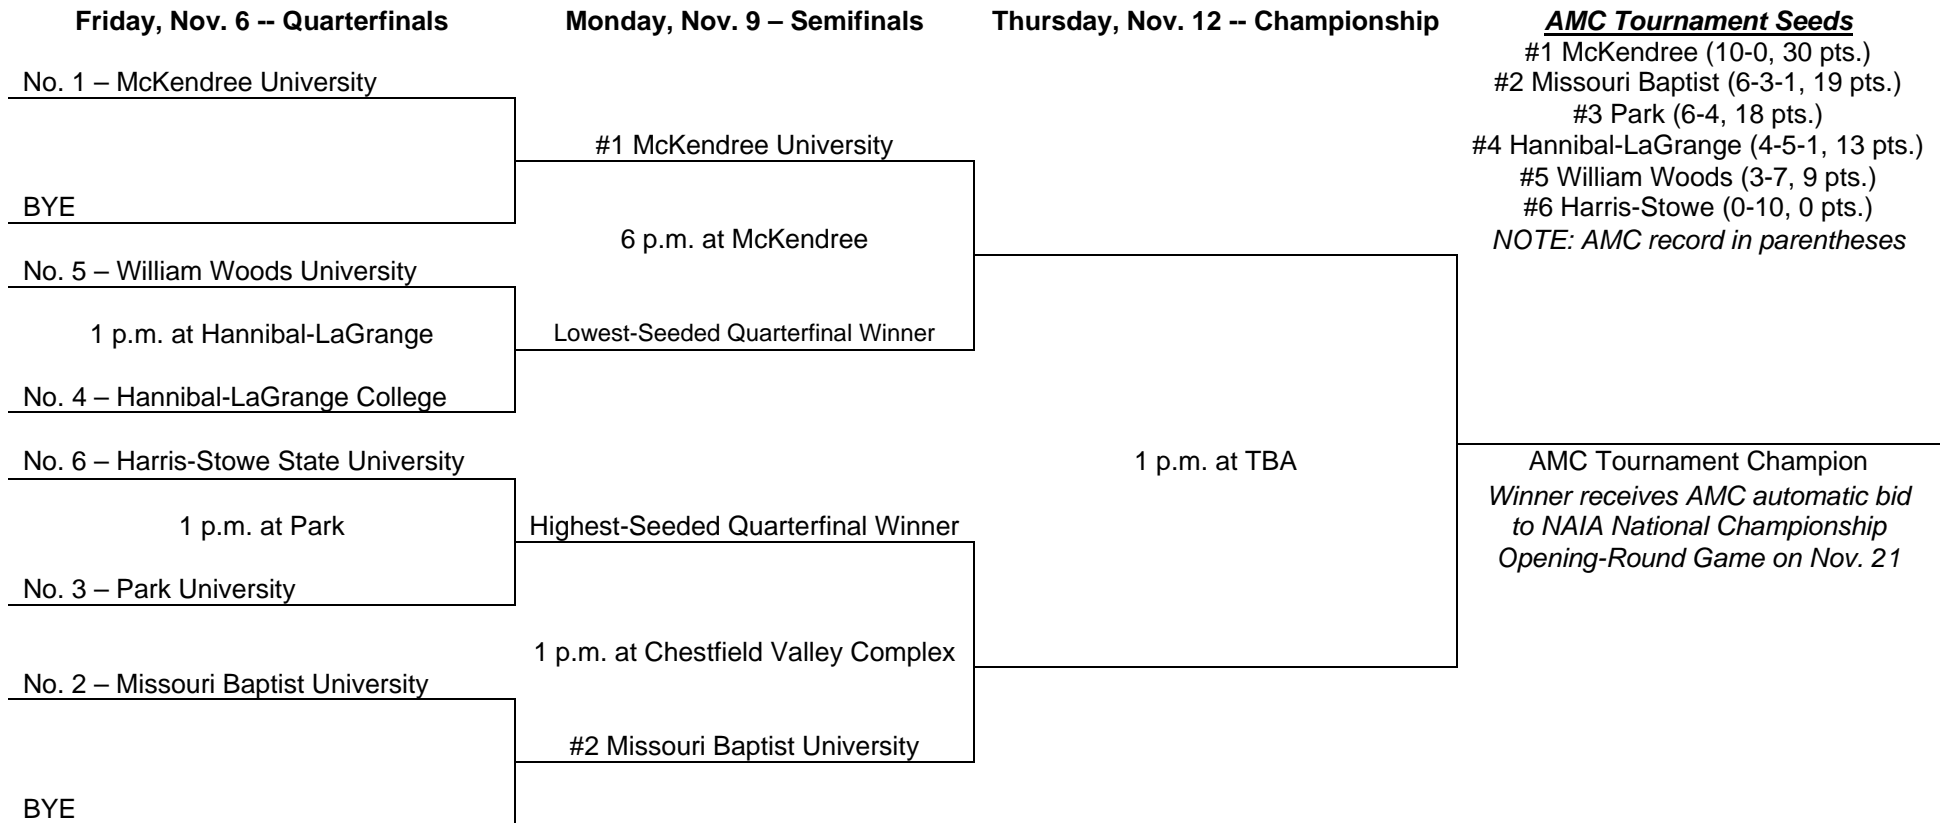 Friday, Nov. 6 -- Quarterfinals
No. 1 – McKendree University
BYE
No. 5 – William Woods University
1 p.m. at Hannibal-LaGrange
No. 4 – Hannibal-LaGrange College
No. 6 – Harris-Stowe State University
1 p.m. at Park
No. 3 – Park University
No. 2 – Missouri Baptist University
BYE
Monday, Nov. 9 – Semifinals
#1 McKendree University
6 p.m. at McKendree
Lowest-Seeded Quarterfinal Winner
Highest-Seeded Quarterfinal Winner
1 p.m. at Chestfield Valley Complex
#2 Missouri Baptist University
Thursday, Nov. 12 -- Championship
1 p.m. at TBA
AMC Tournament Seeds
#1 McKendree (10-0, 30 pts.)
#2 Missouri Baptist (6-3-1, 19 pts.)
#3 Park (6-4, 18 pts.)
#4 Hannibal-LaGrange (4-5-1, 13 pts.)
#5 William Woods (3-7, 9 pts.)
#6 Harris-Stowe (0-10, 0 pts.)
NOTE: AMC record in parentheses
AMC Tournament Champion
Winner receives AMC automatic bid
to NAIA National Championship
Opening-Round Game on Nov. 21